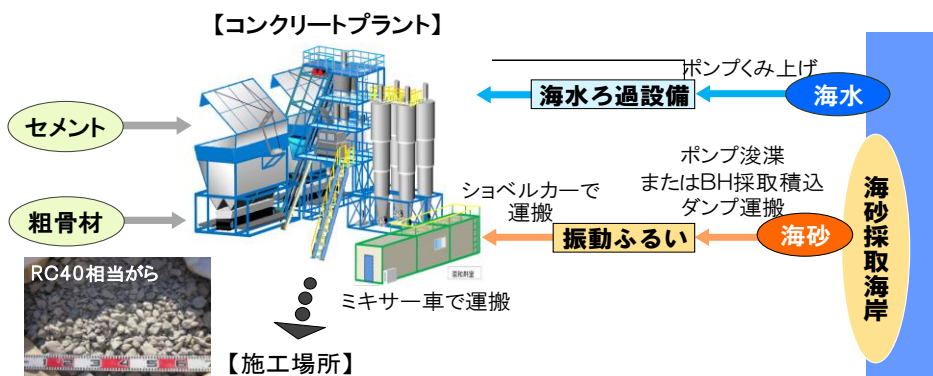 【コンクリートプラント】
ポンプくみ上げ
海水ろ過設備
海水
セメント
ポンプ浚渫
またはBH採取積込
ダンプ運搬
ショベルカーで
運搬
粗骨材
振動ふるい
海砂
海砂採取海岸
RC40相当がら
ミキサー車で運搬
【施工場所】